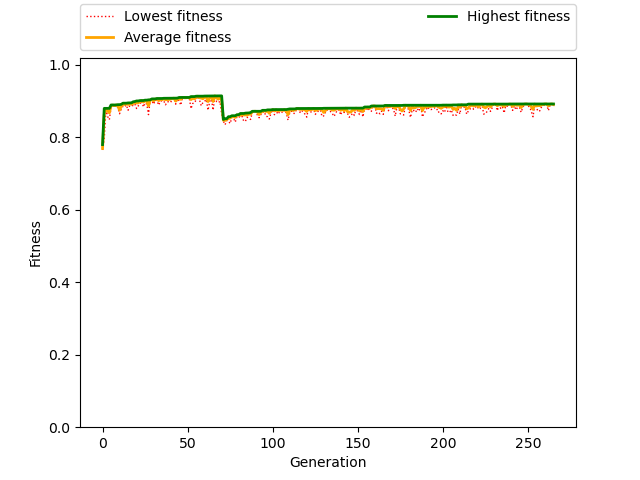 Lowest fitness
Average fitness
Highest fitness
1.0
0.8
0.6
0.4
0.2
0.0
Fitness
0 50 100 150 200 250
Generation